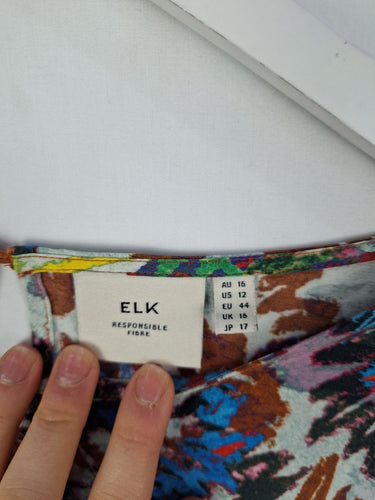 ELK
RESPONSIBLE
FIBRE
AU 16
US 12
EU 44
UK 16
JP 17